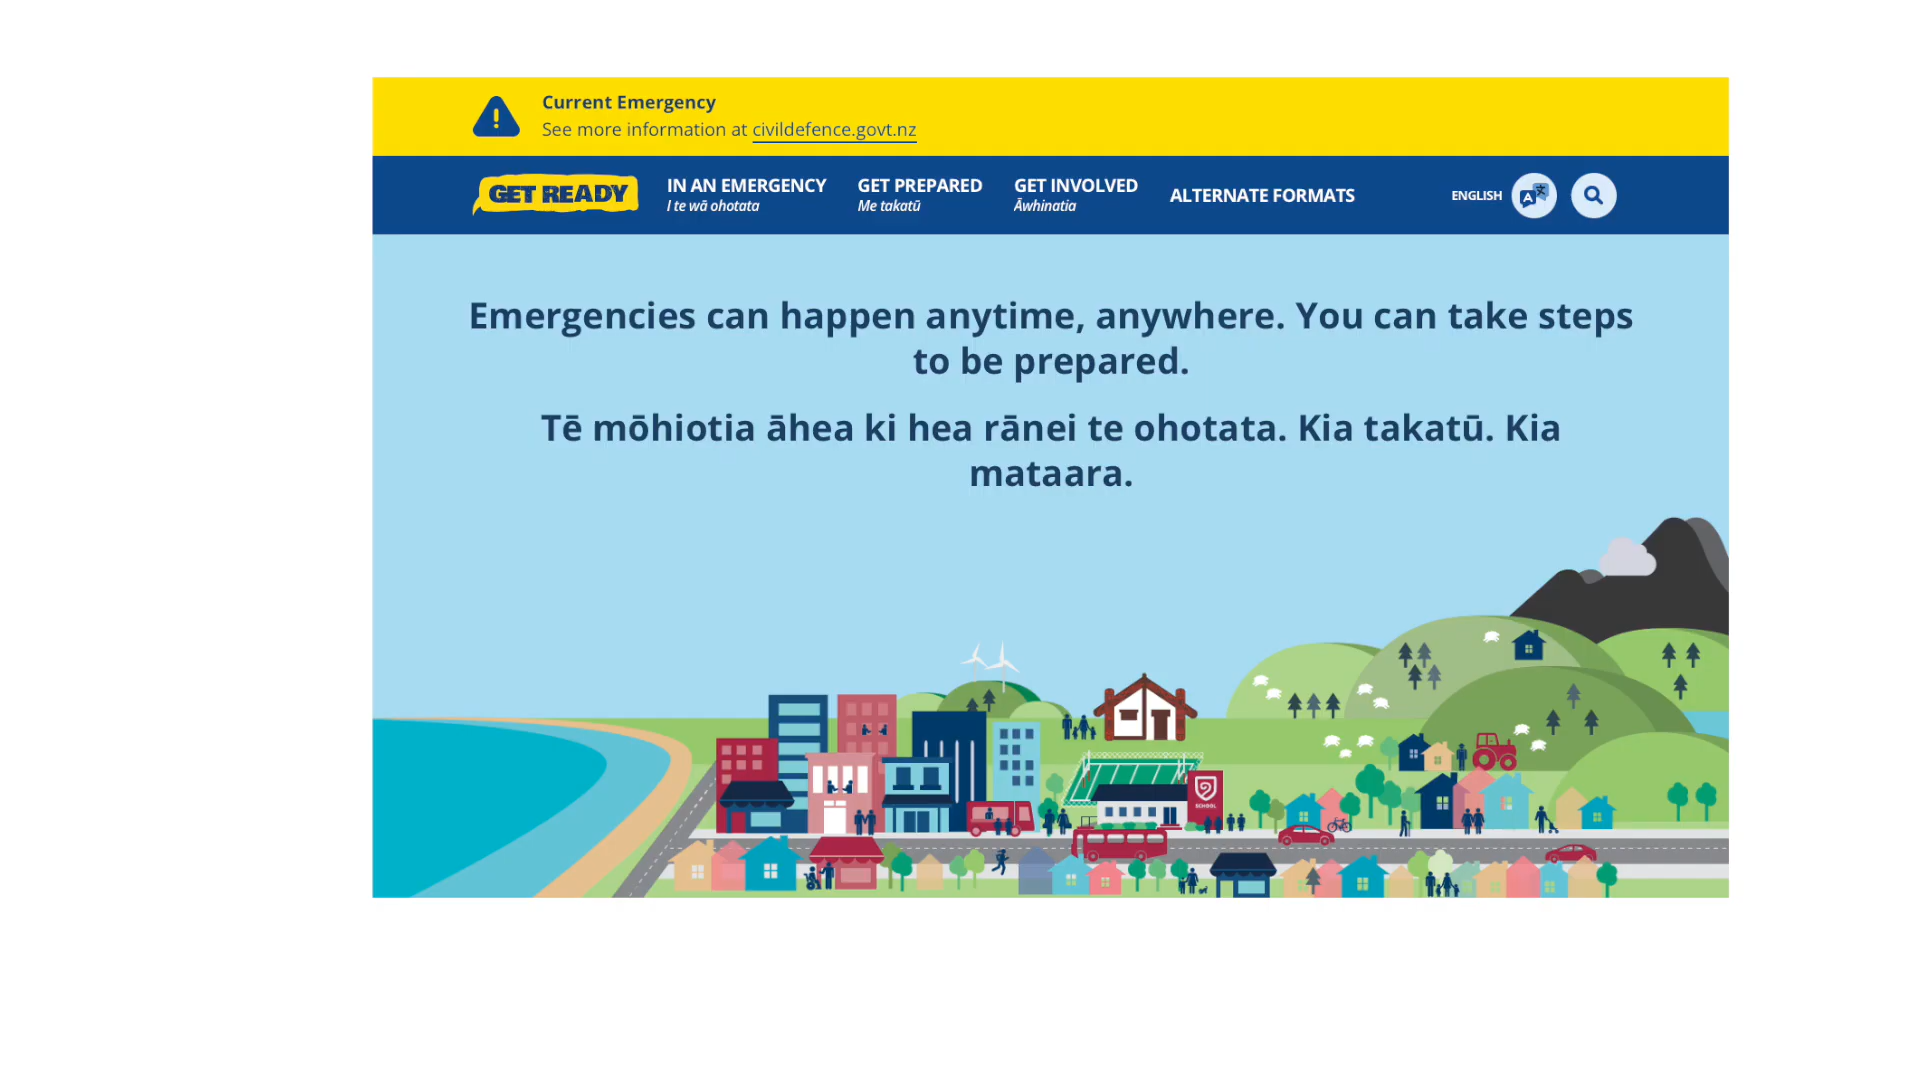 Current Emergency
See more information at civildefence.govt.nz
GET READY
IN AN EMERGENCY
I te wā ohotata
GET PREPARED
Me takatū
GET INVOLVED
Āwhinatia
ALTERNATE FORMATS
ENGLISH
A 文
Emergencies can happen anytime, anywhere. You can take steps
to be prepared.
Tē mōhiotia āhea ki hea rānei te ohotata. Kia takatū. Kia
mataara.
SCHOOL